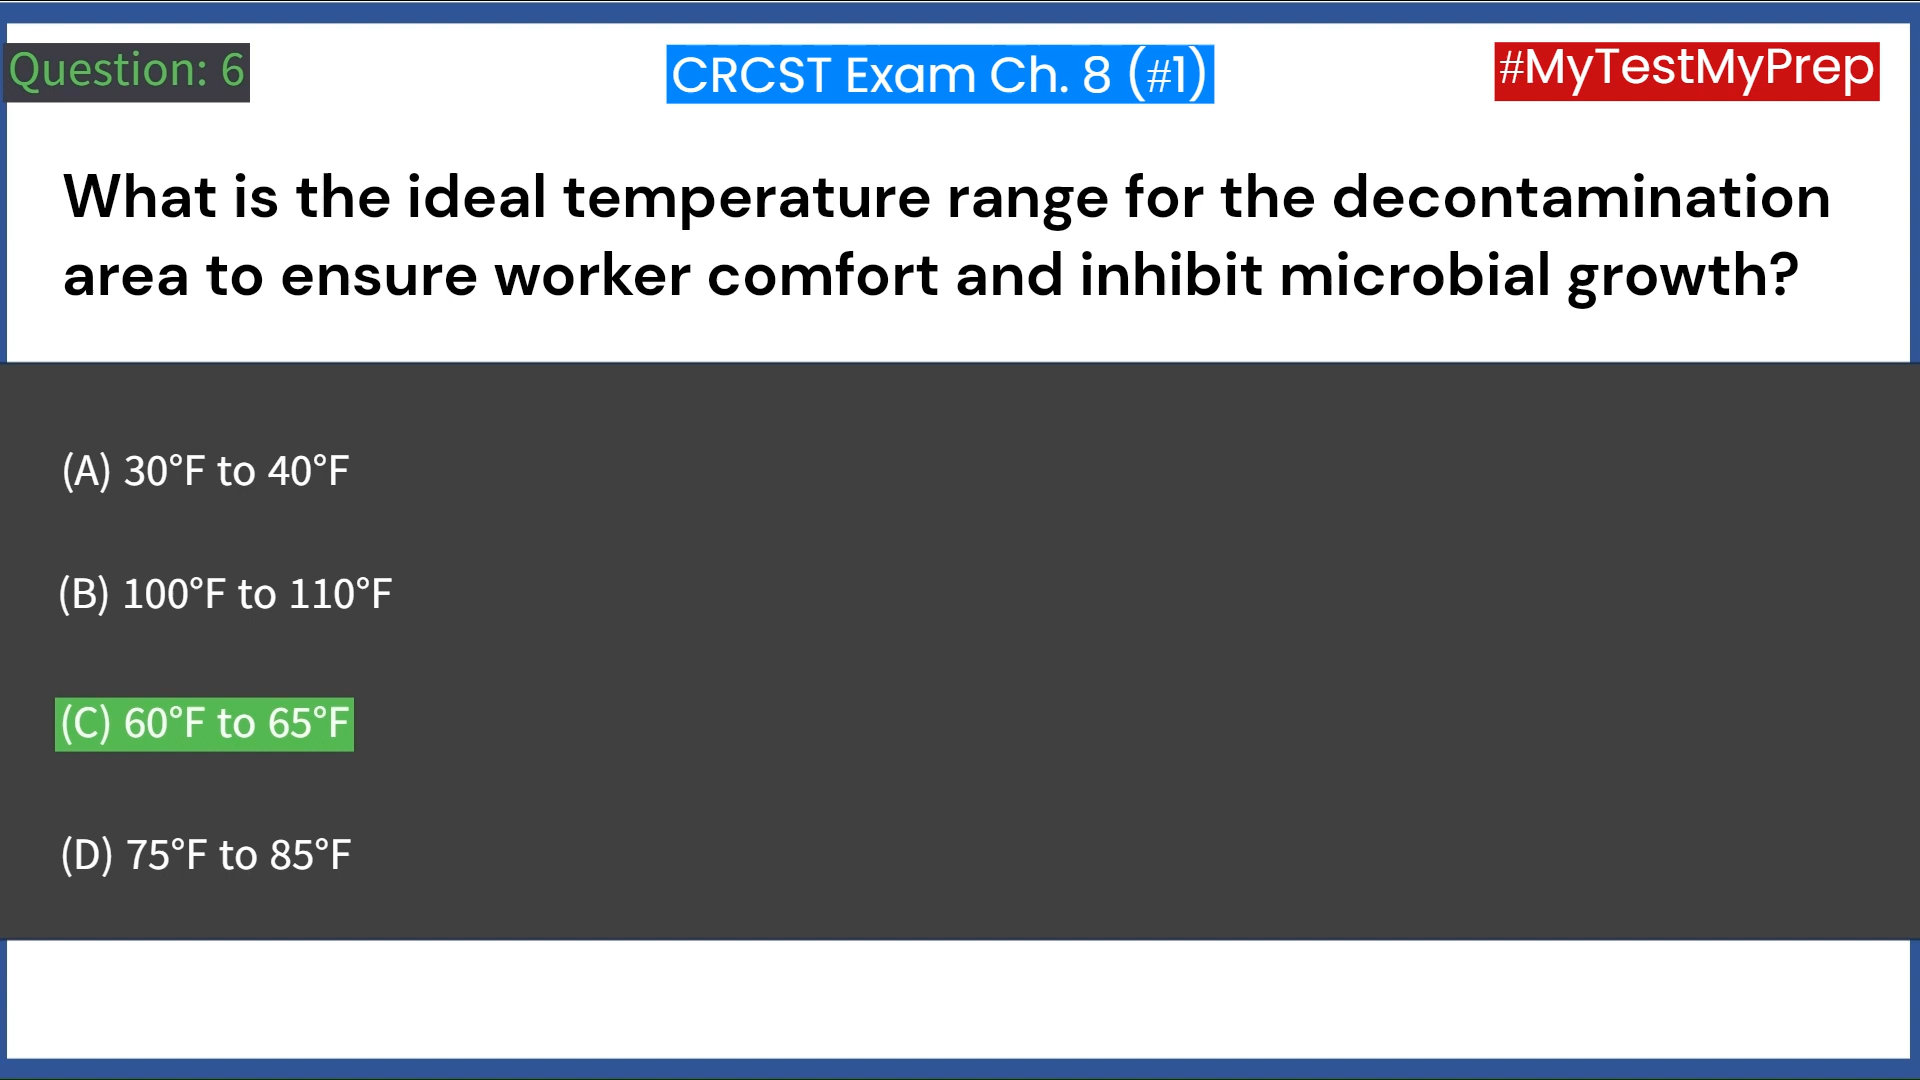 Question: 6
CRCST Exam Ch. 8 (#1)
#MyTestMyPrep
What is the ideal temperature range for the decontamination
area to ensure worker comfort and inhibit microbial growth?
(A) 30°F to 40°F
(B) 100°F to 110°F
(C) 60°F to 65°F
(D) 75°F to 85°F